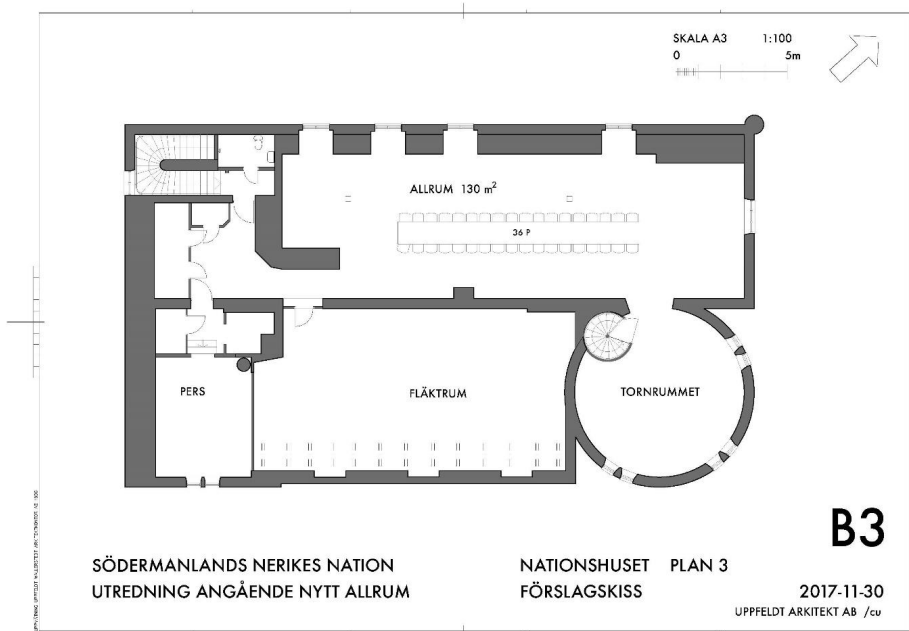 SKALA A3 1:100
0 5m
ALLRUM 130 m²
36 P
PERS
FLÄKTRUM
TORNRUMMET
B3
SÖDERMANLANDS NERIKES NATION
UTREDNING ANGÅENDE NYTT ALLRUM
NATIONSHUSET PLAN 3
FÖRSLAGSKISS
2017-11-30
UPPFELDT ARKITEKT AB /cu